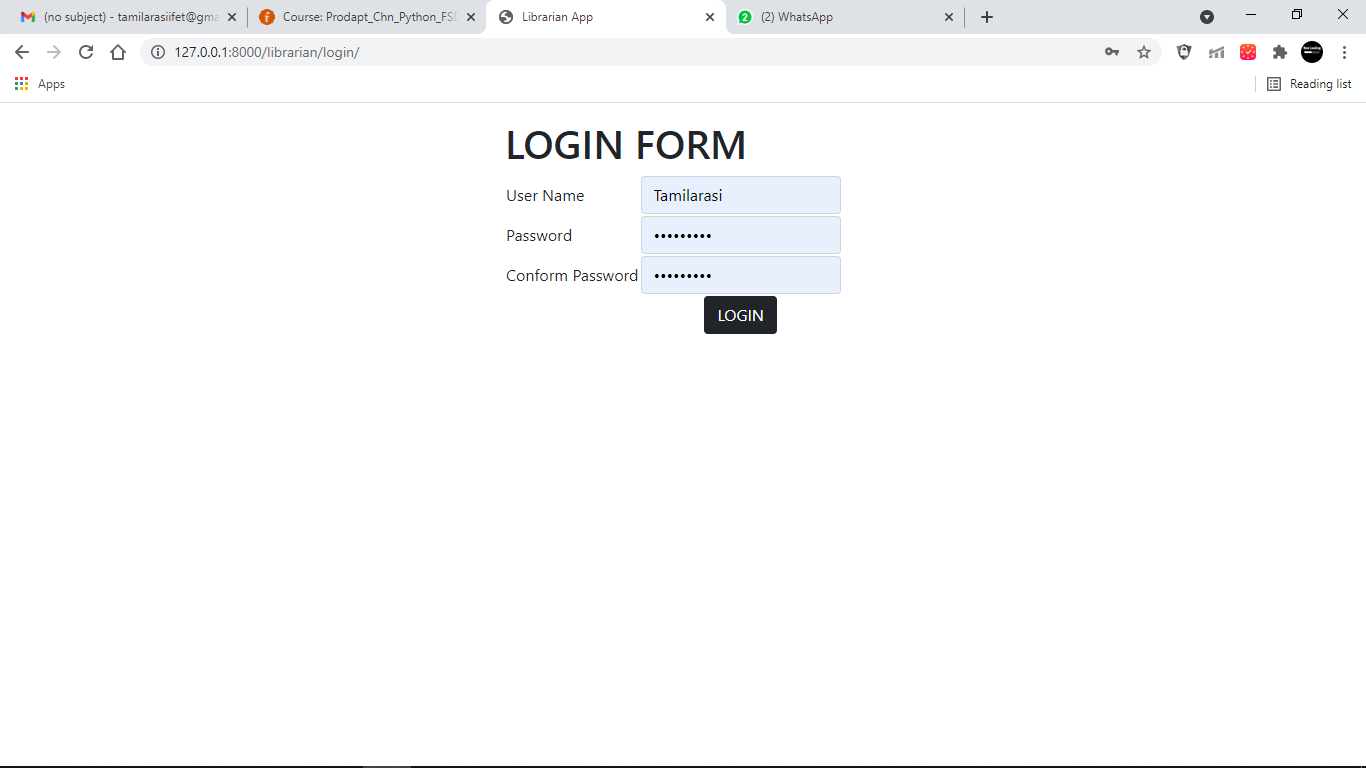 (no subject) - tamilarasiifet@gma
Course: Prodapt_Chn_Python_FSD
Librarian App
2 (2) WhatsApp
127.0.0.1:8000/librarian/login/
Apps
Reading list
LOGIN FORM
User Name Tamilarasi
Password •••••••••
Conform Password •••••••••
LOGIN